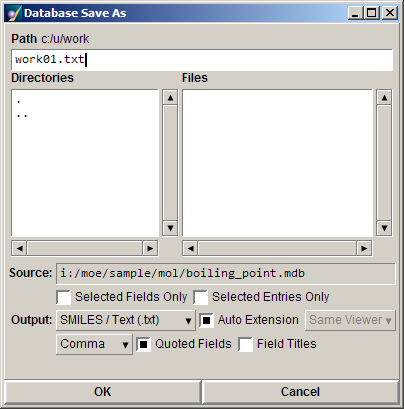 Database Save As
Path c:/u/work
work01.txt
Directories Files
.
..
Source: i:/moe/sample/mol/boiling_point.mdb
Selected Fields Only Selected Entries Only
Output: SMILES / Text (.txt) Auto Extension Same Viewer
Comma Quoted Fields Field Titles
OK Cancel